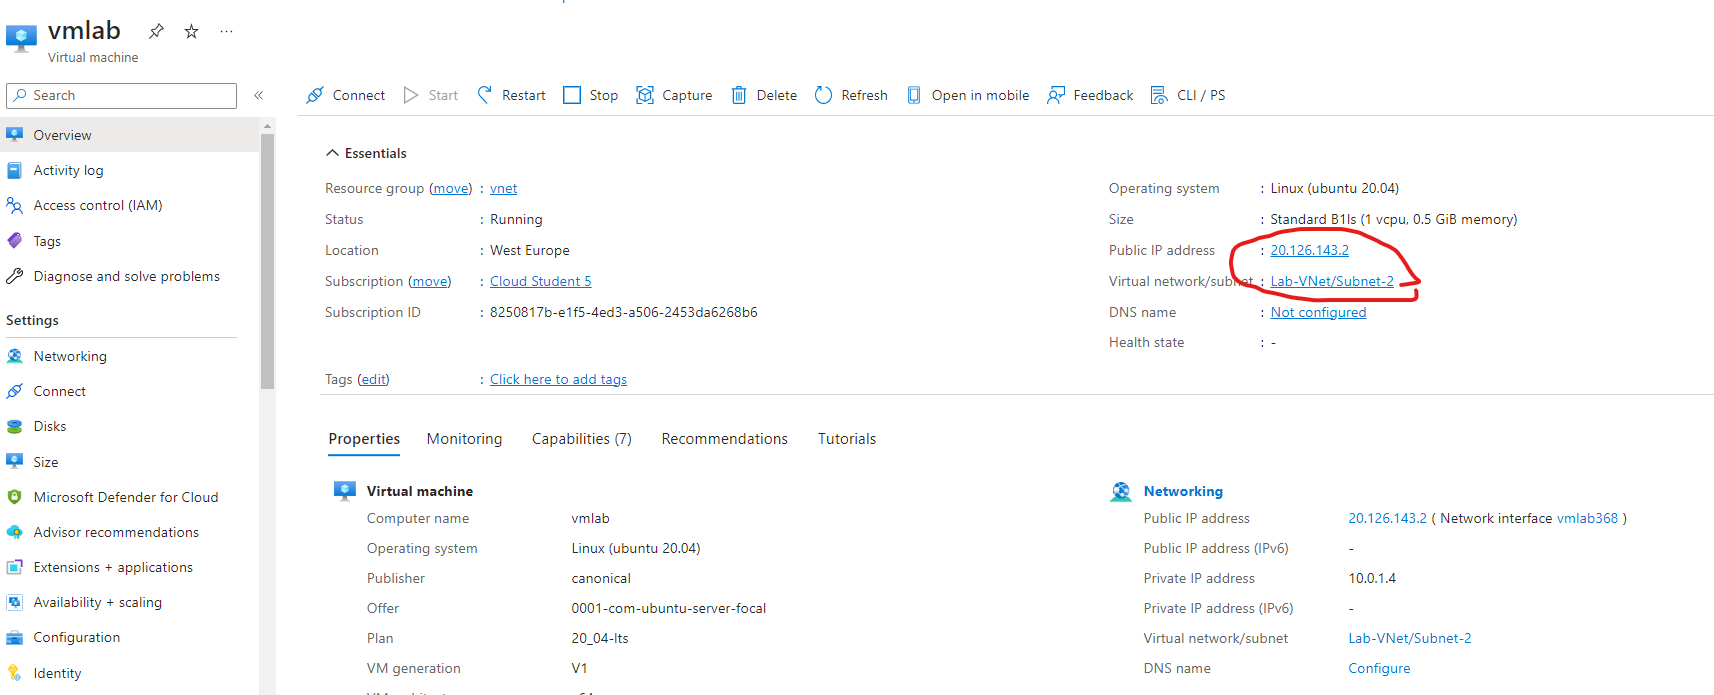 vmlab
Virtual machine
Search
Connect Start Restart Stop Capture Delete Refresh Open in mobile Feedback CLI / PS
Overview
Activity log
Access control (IAM)
Tags
Diagnose and solve problems
Settings
Networking
Connect
Disks
Size
Microsoft Defender for Cloud
Advisor recommendations
Extensions + applications
Availability + scaling
Configuration
Identity
Essentials
Resource group (move) : vnet
Status : Running
Location : West Europe
Subscription (move) : Cloud Student 5
Subscription ID : 8250817b-e1f5-4ed3-a506-2453da6268b6
Tags (edit) : Click here to add tags
Operating system : Linux (ubuntu 20.04)
Size : Standard B1ls (1 vcpu, 0.5 GiB memory)
Public IP address : 20.126.143.2
Virtual network/subnet : Lab-VNet/Subnet-2
DNS name : Not configured
Health state : -
Properties Monitoring Capabilities (7) Recommendations Tutorials
Virtual machine
Computer name vmlab
Operating system Linux (ubuntu 20.04)
Publisher canonical
Offer 0001-com-ubuntu-server-focal
Plan 20_04-lts
VM generation V1
Networking
Public IP address 20.126.143.2 ( Network interface vmlab368 )
Public IP address (IPv6) -
Private IP address 10.0.1.4
Private IP address (IPv6) -
Virtual network/subnet Lab-VNet/Subnet-2
DNS name Configure